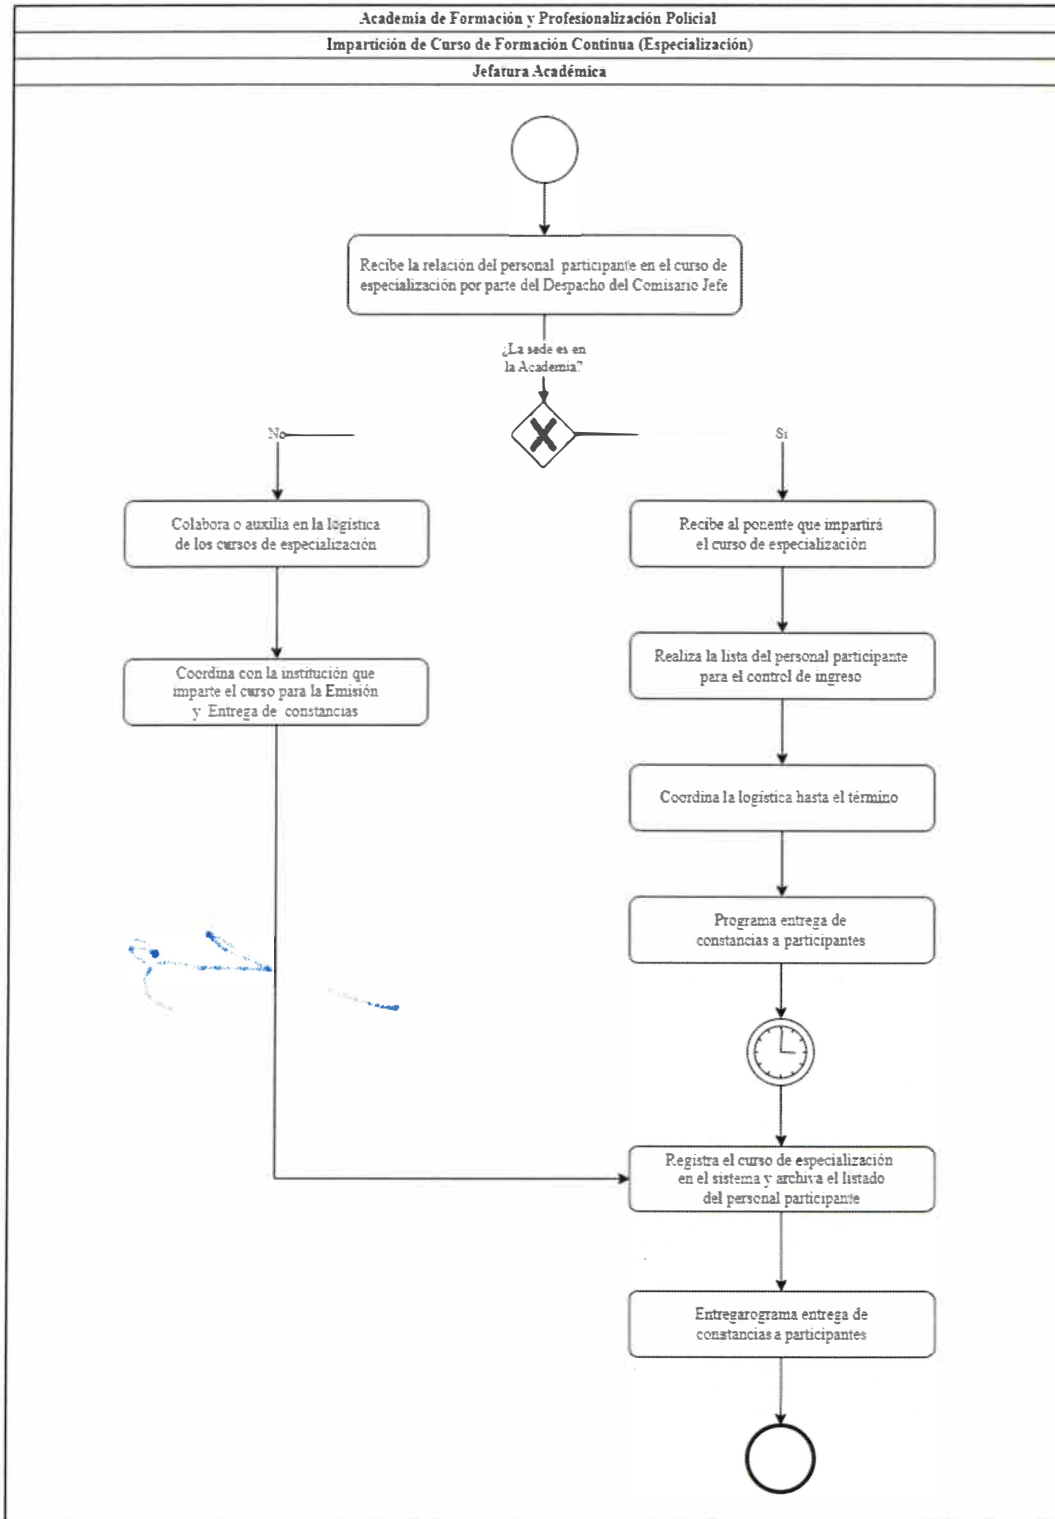 Academia de Formación y Profesionalización Policial
Impartición de Curso de Formación Continua (Especialización)
Jefatura Académica
Recibe la relación del personal participante en el curso de
especialización por parte del Despacho del Comisario Jefe
¿La sede es en
la Academia?
No
Si
Colabora o auxilia en la logística
de los cursos de especialización
Recibe al ponente que impartirá
el curso de especialización
Coordina con la institución que
imparte el curso para la Emisión
y Entrega de constancias
Realiza la lista del personal participante
para el control de ingreso
Coordina la logística hasta el término
Programa entrega de
constancias a participantes
Registra el curso de especialización
en el sistema y archiva el listado
del personal participante
Entregarograma entrega de
constancias a participantes